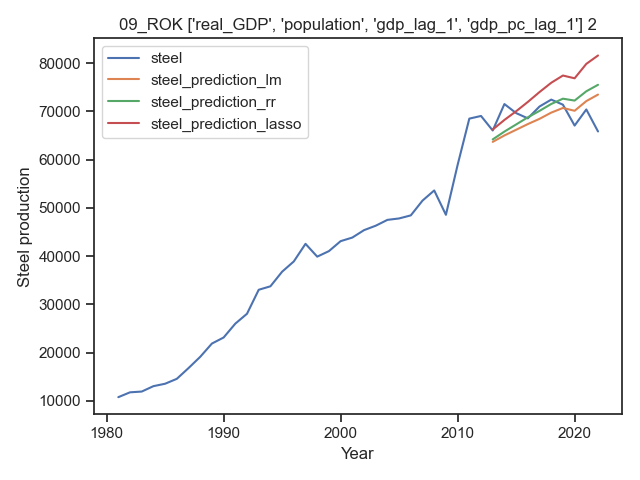 09_ROK ['real_GDP', 'population', 'gdp_lag_1', 'gdp_pc_lag_1'] 2
steel
steel_prediction_lm
steel_prediction_rr
steel_prediction_lasso
Steel production
80000
70000
60000
50000
40000
30000
20000
10000
1980
1990
2000
2010
2020
Year